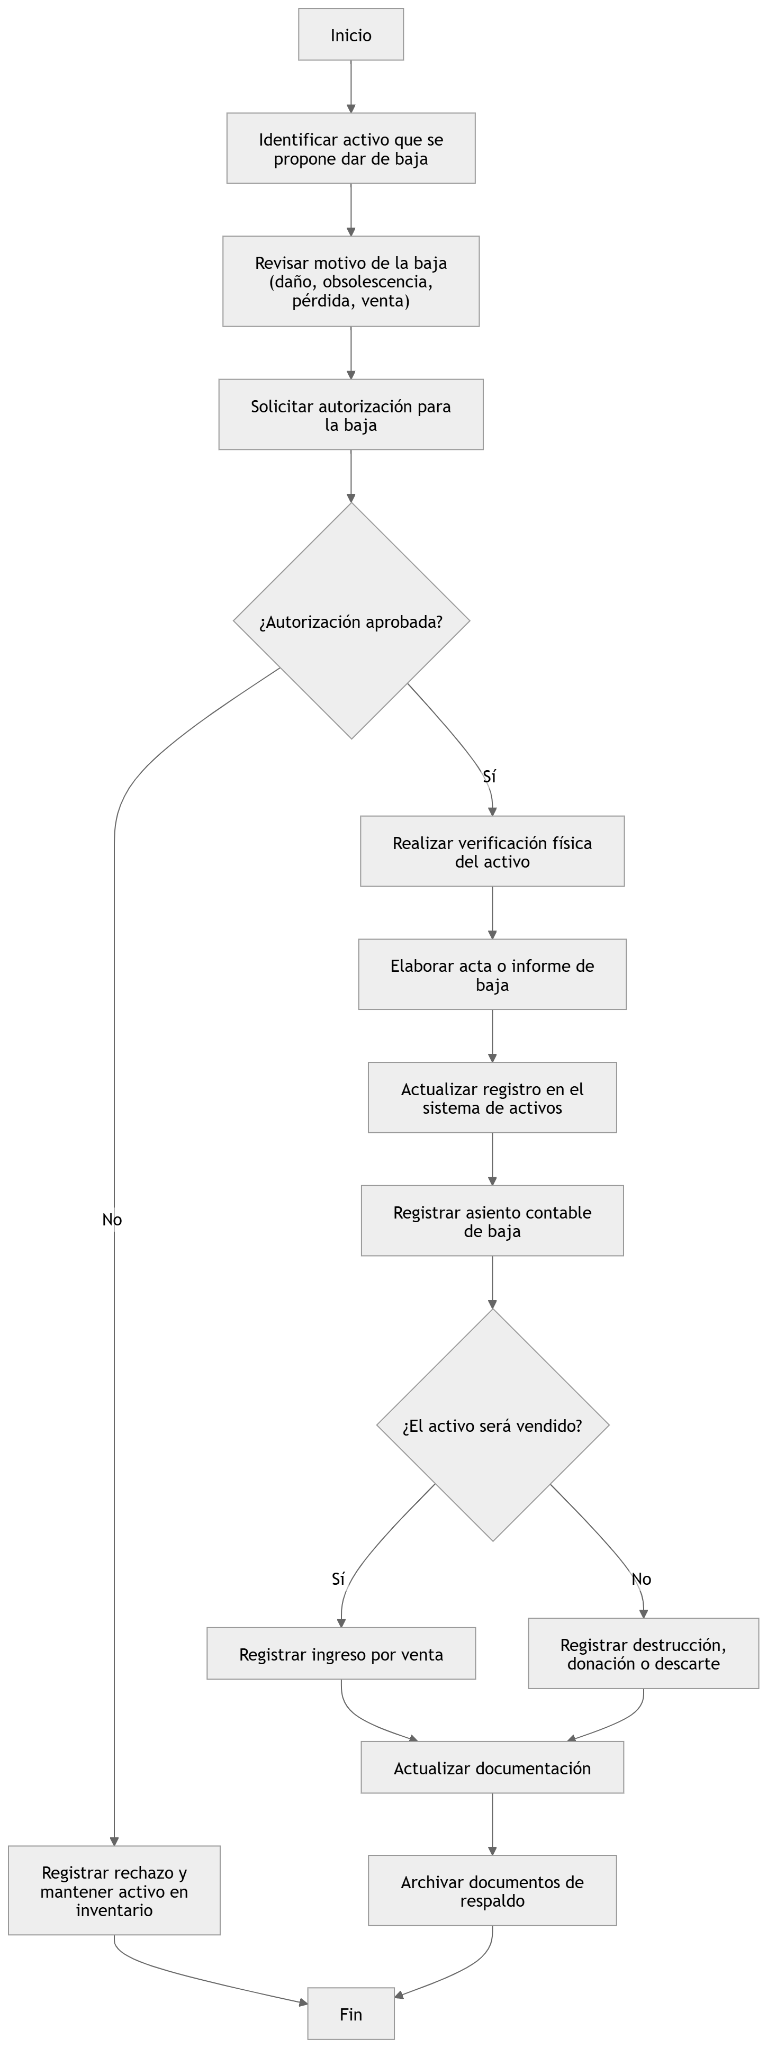 Inicio
Identificar activo que se
propone dar de baja
Revisar motivo de la baja
(daño, obsolescencia,
pérdida, venta)
Solicitar autorización para
la baja
¿Autorización aprobada?
Sí
Realizar verificación física
del activo
Elaborar acta o informe de
baja
Actualizar registro en el
sistema de activos
No
Registrar asiento contable
de baja
¿El activo será vendido?
Sí
No
Registrar ingreso por venta
Registrar destrucción,
donación o descarte
Actualizar documentación
Registrar rechazo y
mantener activo en
inventario
Archivar documentos de
respaldo
Fin